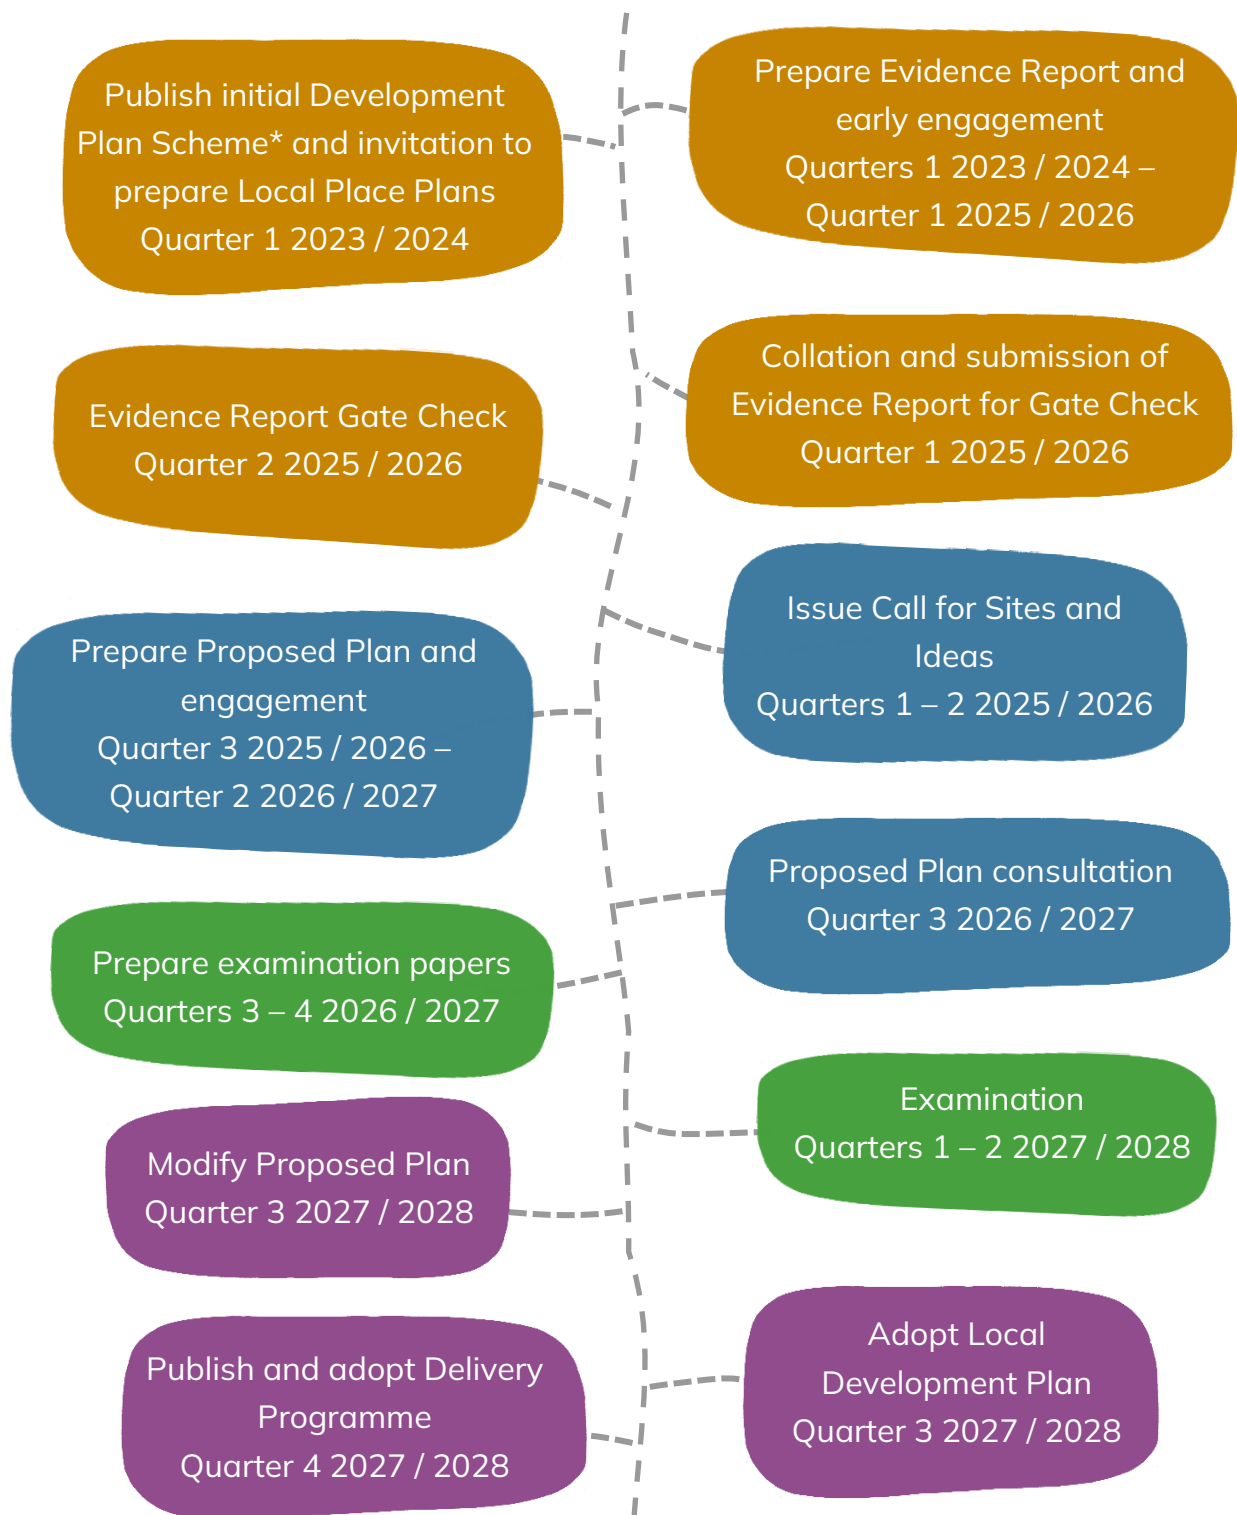 Publish initial Development
Plan Scheme* and invitation to
prepare Local Place Plans
Quarter 1 2023 / 2024
Prepare Evidence Report and
early engagement
Quarters 1 2023 / 2024 –
Quarter 1 2025 / 2026
Collation and submission of
Evidence Report for Gate Check
Quarter 1 2025 / 2026
Evidence Report Gate Check
Quarter 2 2025 / 2026
Issue Call for Sites and
Ideas
Quarters 1 – 2 2025 / 2026
Prepare Proposed Plan and
engagement
Quarter 3 2025 / 2026 –
Quarter 2 2026 / 2027
Proposed Plan consultation
Quarter 3 2026 / 2027
Prepare examination papers
Quarters 3 – 4 2026 / 2027
Examination
Quarters 1 – 2 2027 / 2028
Modify Proposed Plan
Quarter 3 2027 / 2028
Adopt Local
Development Plan
Quarter 3 2027 / 2028
Publish and adopt Delivery
Programme
Quarter 4 2027 / 2028